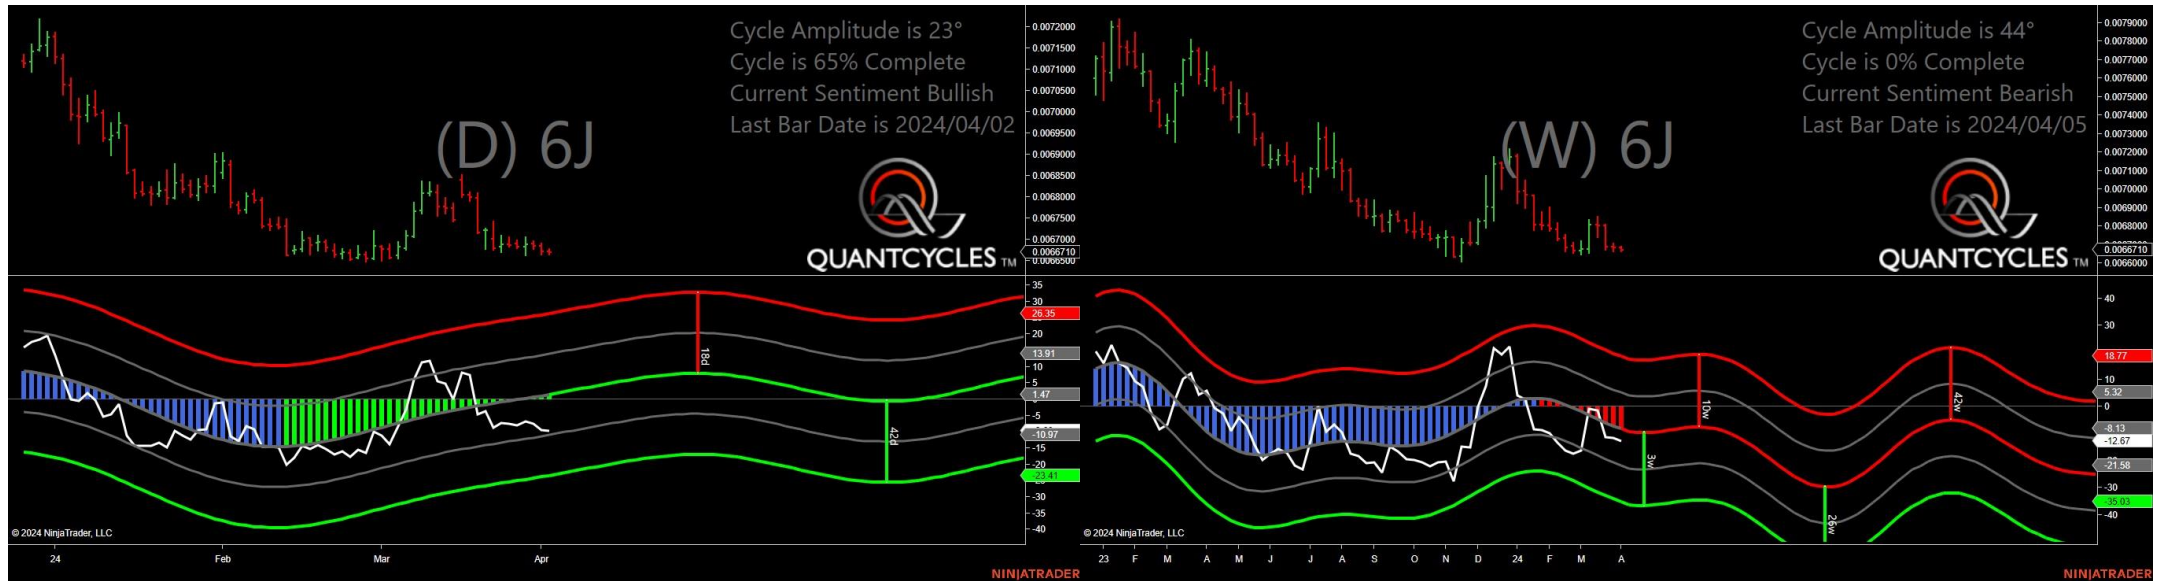 Cycle Amplitude is 23°
Cycle is 65% Complete
Current Sentiment Bullish
Last Bar Date is 2024/04/02
(D) 6J
QUANTCYCLES TM
0.0072000
0.0071500
0.0071000
0.0070500
0.0070000
0.0069500
0.0069000
0.0068500
0.0068000
0.0067500
0.0067000
0.0066710
0.0066500
35
30
26.35
20
13.91
10
5
1.47
-5
-10.97
-15
-20
-23.41
-30
-35
-40
18d
42d
© 2024 NinjaTrader, LLC
24
Feb
Mar
Apr
NINJATRADER
Cycle Amplitude is 44°
Cycle is 0% Complete
Current Sentiment Bearish
Last Bar Date is 2024/04/05
(W) 6J
QUANTCYCLES TM
0.0079000
0.0078000
0.0077000
0.0076000
0.0075000
0.0074000
0.0073000
0.0072000
0.0071000
0.0070000
0.0069000
0.0068000
0.0066710
0.0066000
40
30
18.77
10
5.32
0
-8.13
-12.67
-21.58
-30
-35.03
-40
3w
10w
26w
42w
© 2024 NinjaTrader, LLC
23
F
M
A
M
J
J
A
S
O
N
D
24
F
M
A
NINJATRADER